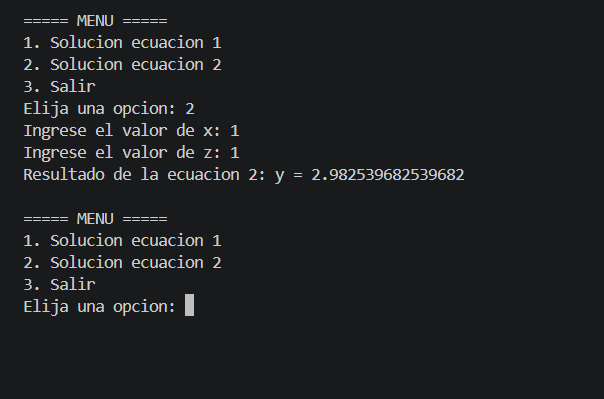 ===== MENU =====
1. Solucion ecuacion 1
2. Solucion ecuacion 2
3. Salir
Elija una opcion: 2
Ingrese el valor de x: 1
Ingrese el valor de z: 1
Resultado de la ecuacion 2: y = 2.982539682539682

===== MENU =====
1. Solucion ecuacion 1
2. Solucion ecuacion 2
3. Salir
Elija una opcion: